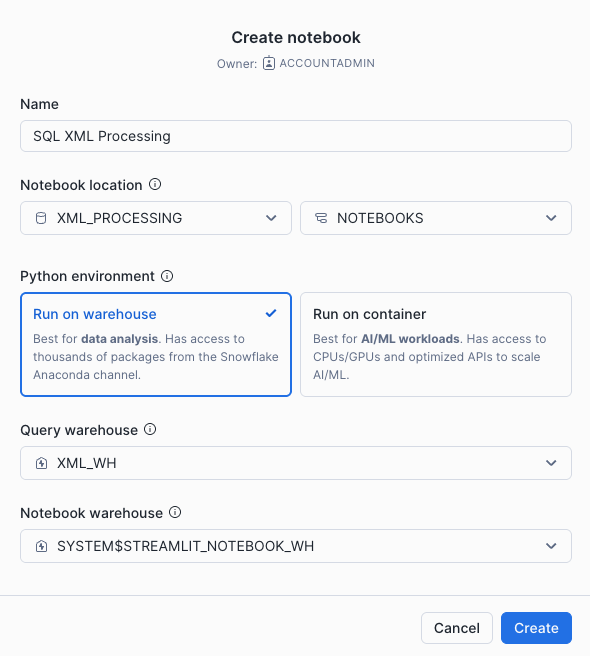 Create notebook
Owner: ACCOUNTADMIN
Name
SQL XML Processing
Notebook location
XML_PROCESSING
NOTEBOOKS
Python environment
Run on warehouse
Best for data analysis. Has access to
thousands of packages from the Snowflake
Anaconda channel.
Run on container
Best for AI/ML workloads. Has access to
CPUs/GPUs and optimized APIs to scale
AI/ML.
Query warehouse
XML_WH
Notebook warehouse
SYSTEM$STREAMLIT_NOTEBOOK_WH
Cancel
Create